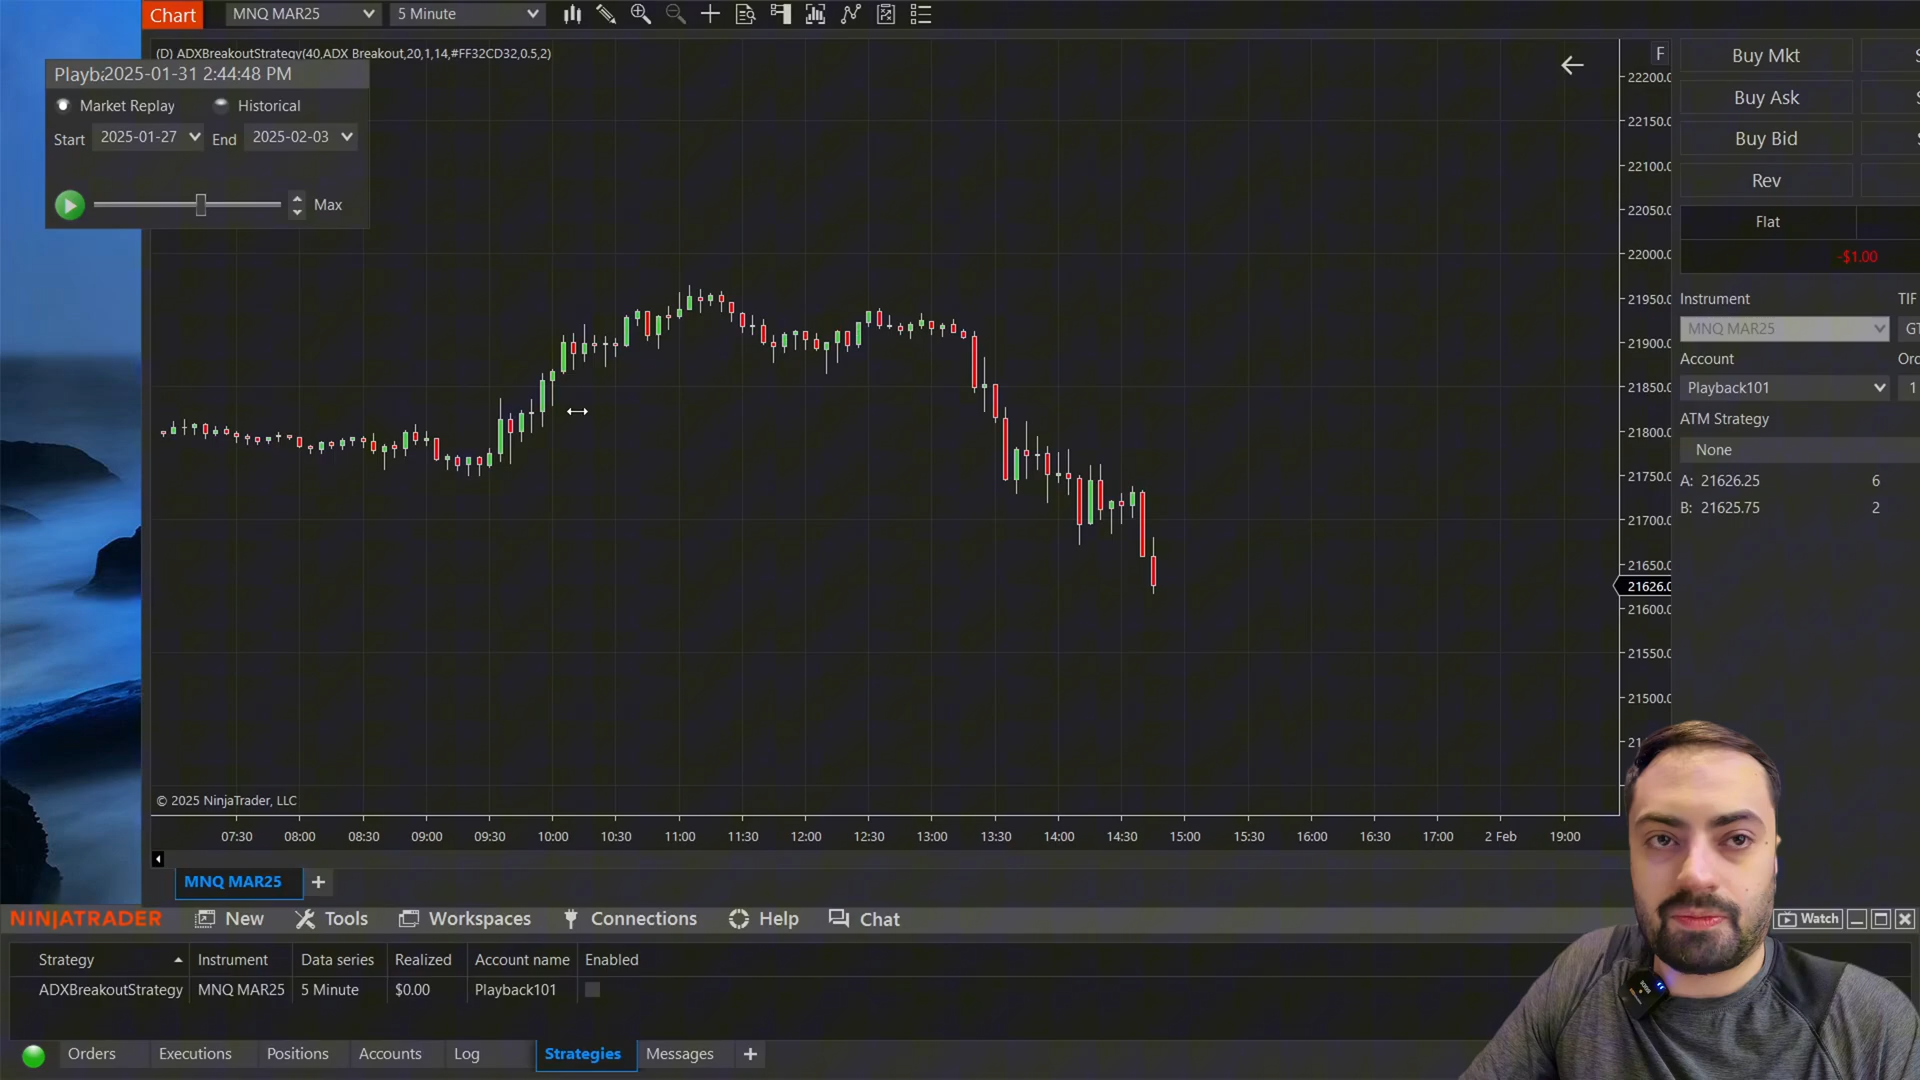 Chart
MNQ MAR25
5 Minute
(D) ADXBreakoutStrategy(40,ADX Breakout,20,1,14,#FF32CD32,0.5,2)
F
2025-01-31 2:44:48 PM
Market Replay
Historical
Start
2025-01-27
End
2025-02-03
Max
22200.0
22150.0
22100.0
22050.0
22000.0
21950.0
21900.0
21850.0
21800.0
21750.0
21700.0
21650.0
21626.0
21600.0
21550.0
21500.0
Buy Mkt
Buy Ask
Buy Bid
Rev
Flat
-$1.00
Instrument
TIF
MNQ MAR25
Account
Playback101
1
ATM Strategy
None
A: 21626.25
6
B: 21625.75
2
© 2025 NinjaTrader, LLC
07:30
08:00
08:30
09:00
09:30
10:00
10:30
11:00
11:30
12:00
12:30
13:00
13:30
14:00
14:30
15:00
15:30
16:00
16:30
17:00
2 Feb
19:00
MNQ MAR25
+
NINJATRADER
New
Tools
Workspaces
Connections
Help
Chat
Watch
Strategy
Instrument
Data series
Realized
Account name
Enabled
ADXBreakoutStrategy
MNQ MAR25
5 Minute
$0.00
Playback101
Orders
Executions
Positions
Accounts
Log
Strategies
Messages
+